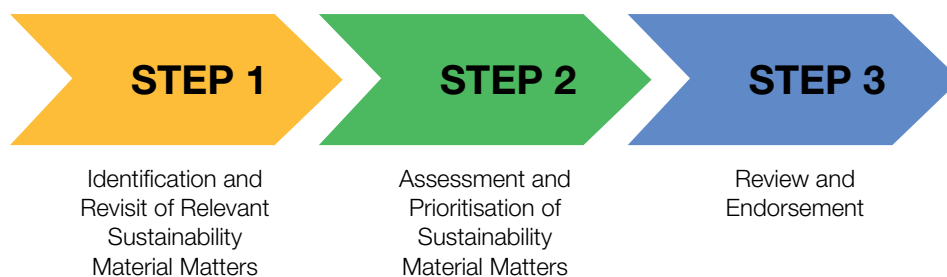 STEP 1
Identification and
Revisit of Relevant
Sustainability
Material Matters
STEP 2
Assessment and
Prioritisation of
Sustainability
Material Matters
STEP 3
Review and
Endorsement